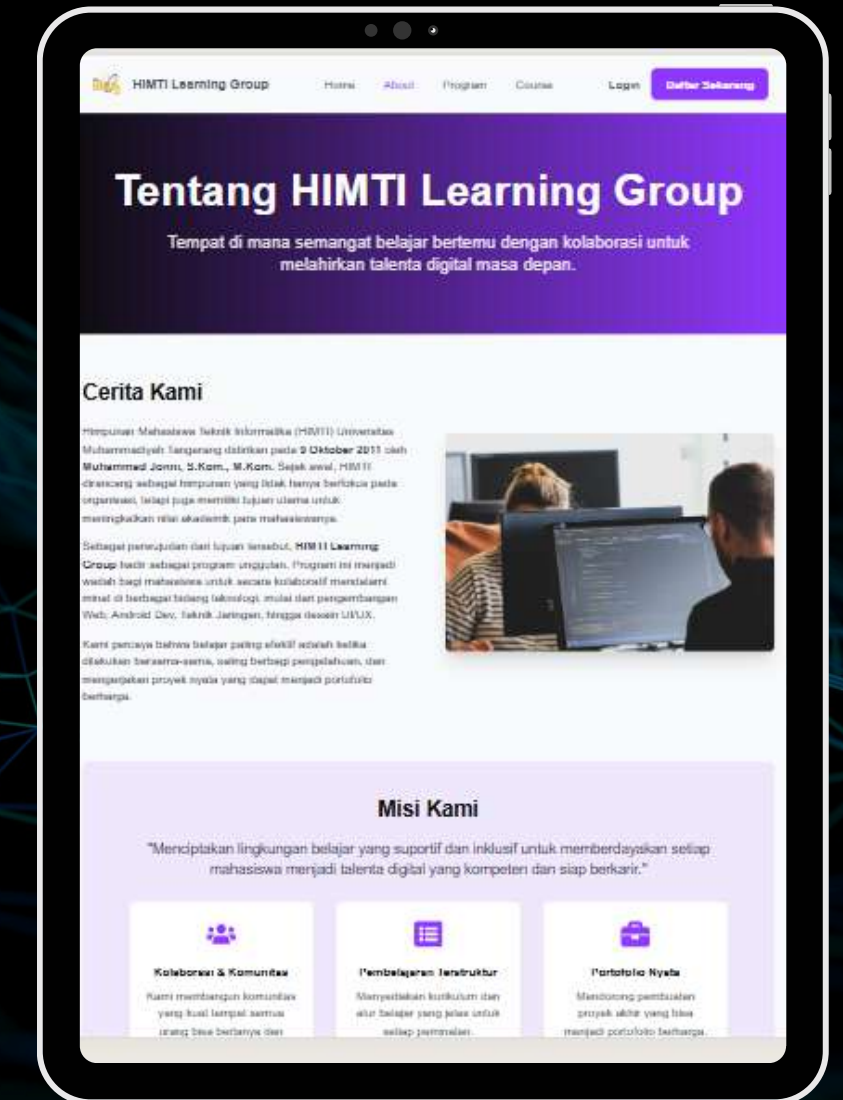 HIMTI Learning Group
Home
About
Program
Course
Login
Daftar Sekarang
Tentang HIMTI Learning Group
Tempat di mana semangat belajar bertemu dengan kolaborasi untuk
melahirkan talenta digital masa depan.
Cerita Kami
Himpunan Mahasiswa Teknik Informatika (HIMTI) Universitas
Muhammadiyah Tangerang didirikan pada 9 Oktober 2011 oleh
Muhammad Jonni, S.Kom., M.Kom. Sejak awal, HIMTI
dirancang sebagai himpunan yang tidak hanya berfokus pada
organisasi, tetapi juga memiliki tujuan utama untuk
meningkatkan nilai akademik para mahasiswanya.
Sebagai perwujudan dari tujuan tersebut, HIMTI Learning
Group hadir sebagai program unggulan. Program ini menjadi
wadah bagi mahasiswa untuk secara kolaboratif mendalami
minat di berbagai bidang teknologi, mulai dari pengembangan
Web, Android Dev, Teknik Jaringan, hingga desain UI/UX.
Kami percaya bahwa belajar paling efektif adalah ketika
dilakukan bersama-sama, saling berbagi pengetahuan, dan
mengerjakan proyek nyata yang dapat menjadi portofolio
berharga.
Misi Kami
"Menciptakan lingkungan belajar yang suportif dan inklusif untuk memberdayakan setiap
mahasiswa menjadi talenta digital yang kompeten dan siap berkarir."
Kolaborasi & Komunitas
Kami membangun komunitas
yang kuat tempat semua
orang bisa bertanya dan
Pembelajaran Terstruktur
Menyediakan kurikulum dan
alur belajar yang jelas untuk
setiap peminatan.
Portofolio Nyata
Mendorong pembuatan
proyek akhir yang bisa
menjadi portofolio berharga.